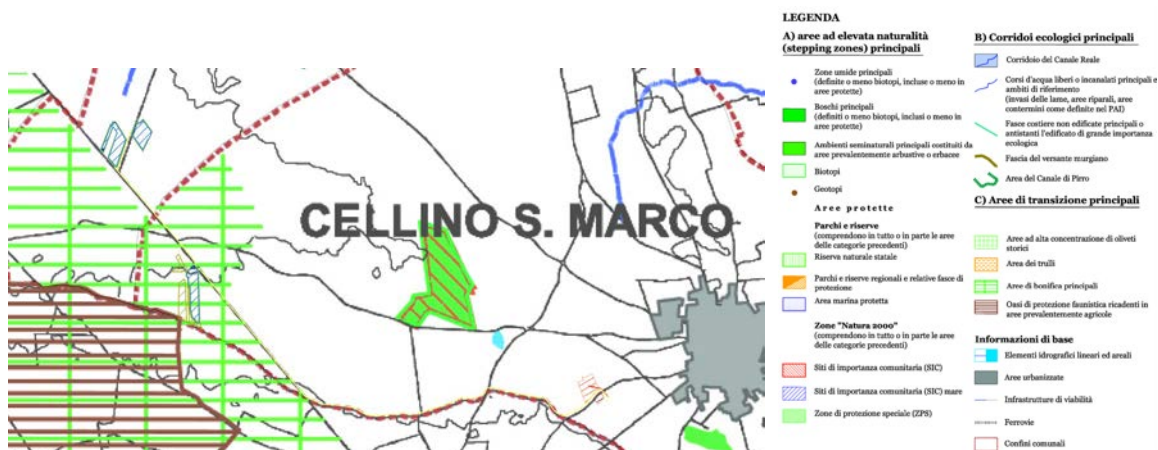 CELLINO S. MARCO
LEGENDA
A) aree ad elevata naturalità
(stepping zones) principali
Zone umide principali
(definite o meno biotopi, incluse o meno in
aree protette)
Boschi principali
(definiti o meno biotopi, inclusi o meno in
aree protette)
Ambienti seminaturali principali costituiti da
aree prevalentemente arbustive o erbacee
Biotopi
Geotopi
Aree protette
Parchi e riserve
(comprendono in tutto o in parte le aree
delle categorie precedenti)
Riserva naturale statale
Parchi e riserve regionali e relative fasce di
protezione
Area marina protetta
Zone "Natura 2000"
(comprendono in tutto o in parte le aree
delle categorie precedenti)
Siti di importanza comunitaria (SIC)
Siti di importanza comunitaria (SIC) mare
Zone di protezione speciale (ZPS)
B) Corridoi ecologici principali
Corridoio del Canale Reale
Corsi d'acqua liberi o incanalati principali e
ambiti di riferimento
(invasi delle lame, aree riparali, aree
contermini come definite nel PAI)
Fasce costiere non edificate principali o
antistanti l'edificato di grande importanza
ecologica
Fascia del versante murgiano
Area del Canale di Pirro
C) Aree di transizione principali
Aree ad alta concentrazione di oliveti
storici
Area dei trulli
Aree di bonifica principali
Oasi di protezione faunistica ricadenti in
aree prevalentemente agricole
Informazioni di base
Elementi idrografici lineari ed areali
Aree urbanizzate
Infrastrutture di viabilità
Ferrovie
Confini comunali